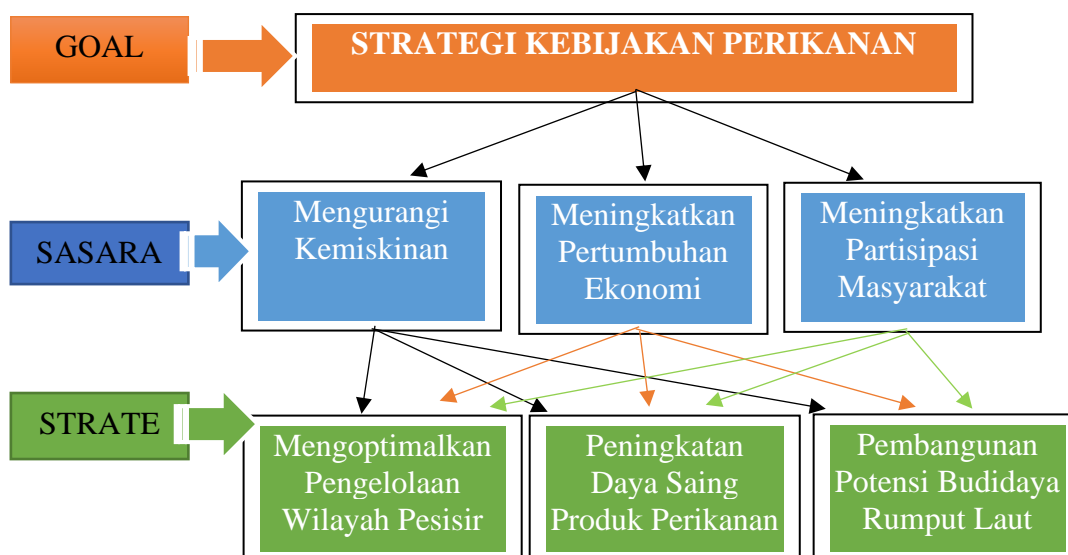 GOAL
STRATEGI KEBIJAKAN PERIKANAN
SASARA
Mengurangi
Kemiskinan
Meningkatkan
Pertumbuhan
Ekonomi
Meningkatkan
Partisipasi
Masyarakat
STRATE
Mengoptimalkan
Pengelolaan
Wilayah Pesisir
Peningkatan
Daya Saing
Produk Perikanan
Pembangunan
Potensi Budidaya
Rumput Laut